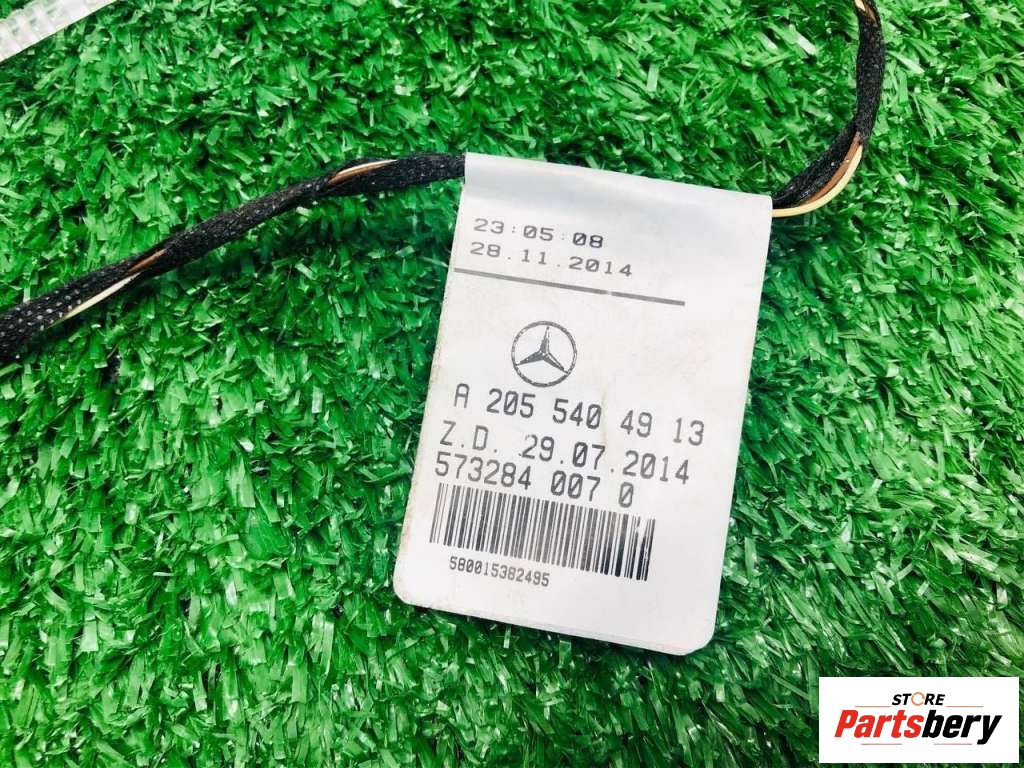 23:05:08
28.11.2014
A 205 540 49 13
Z.D. 29.07.2014
573284 007 0
580015382495
STORE
Partsbery